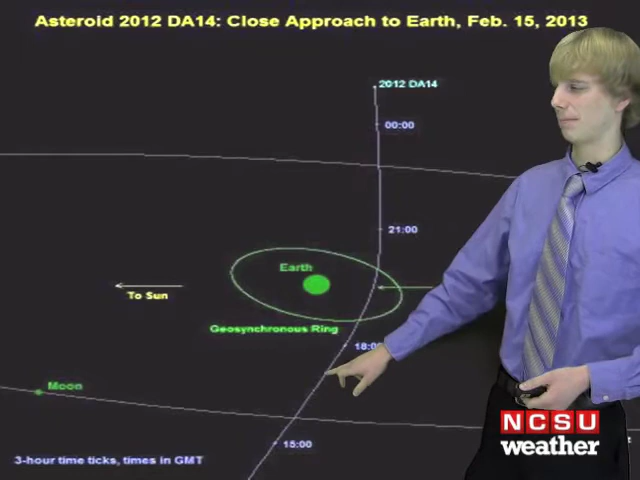 Asteroid 2012 DA14: Close Approach to Earth, Feb. 15, 2013
2012 DA14
00:00
21:00
Earth
To Sun
Geosynchronous Ring
18:00
Moon
15:00
3-hour time ticks, times in GMT
NCSU
weather